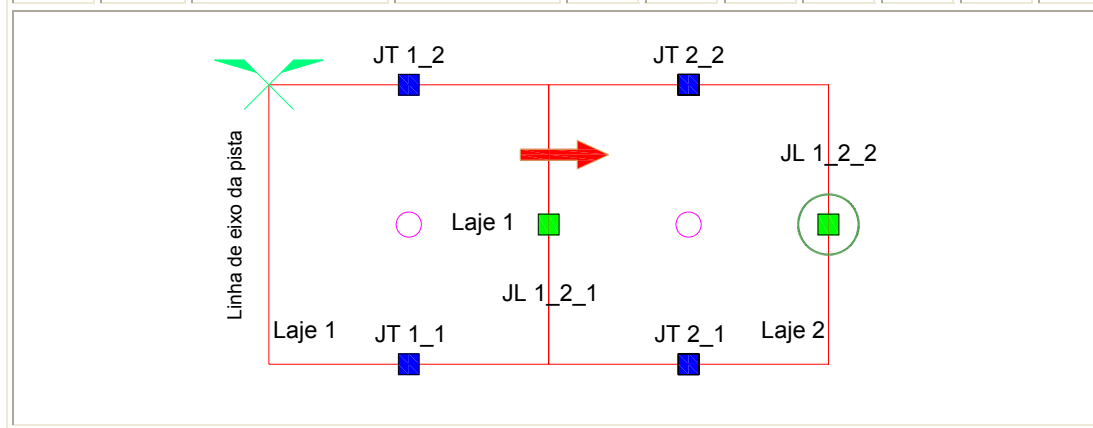 JT 1_2
JT 2_2
JL 1_2_2
Linha de eixo da pista
Laje 1
JL 1_2_1
Laje 1
JT 1_1
JT 2_1
Laje 2